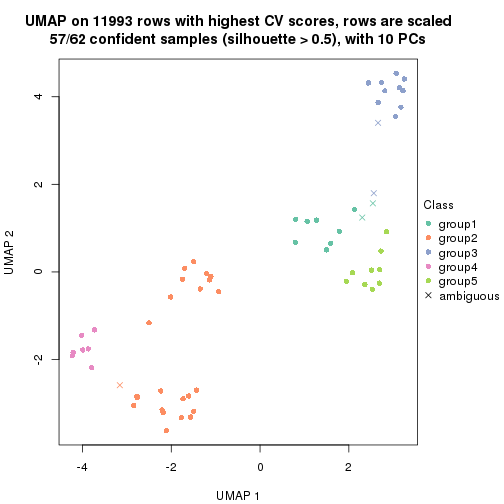 UMAP on 11993 rows with highest CV scores, rows are scaled
57/62 confident samples (silhouette > 0.5), with 10 PCs
4
2
0
-2
UMAP 2
-4
-2
0
2
UMAP 1
Class
group1
group2
group3
group4
group5
ambiguous